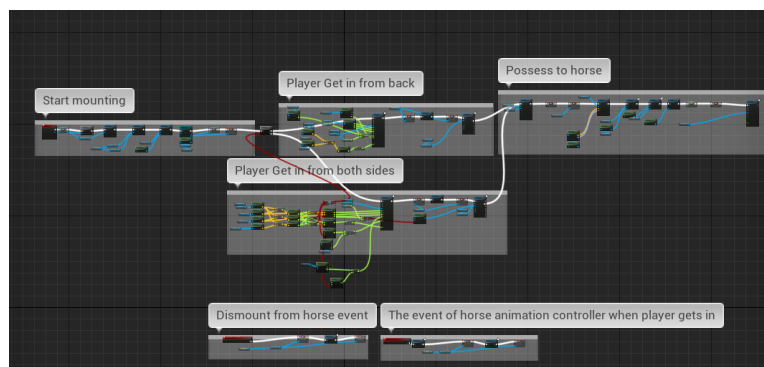 Possess to horse
Player Get in from back
Start mounting
Player Get in from both sides
Dismount from horse event
The event of horse animation controller when player gets in